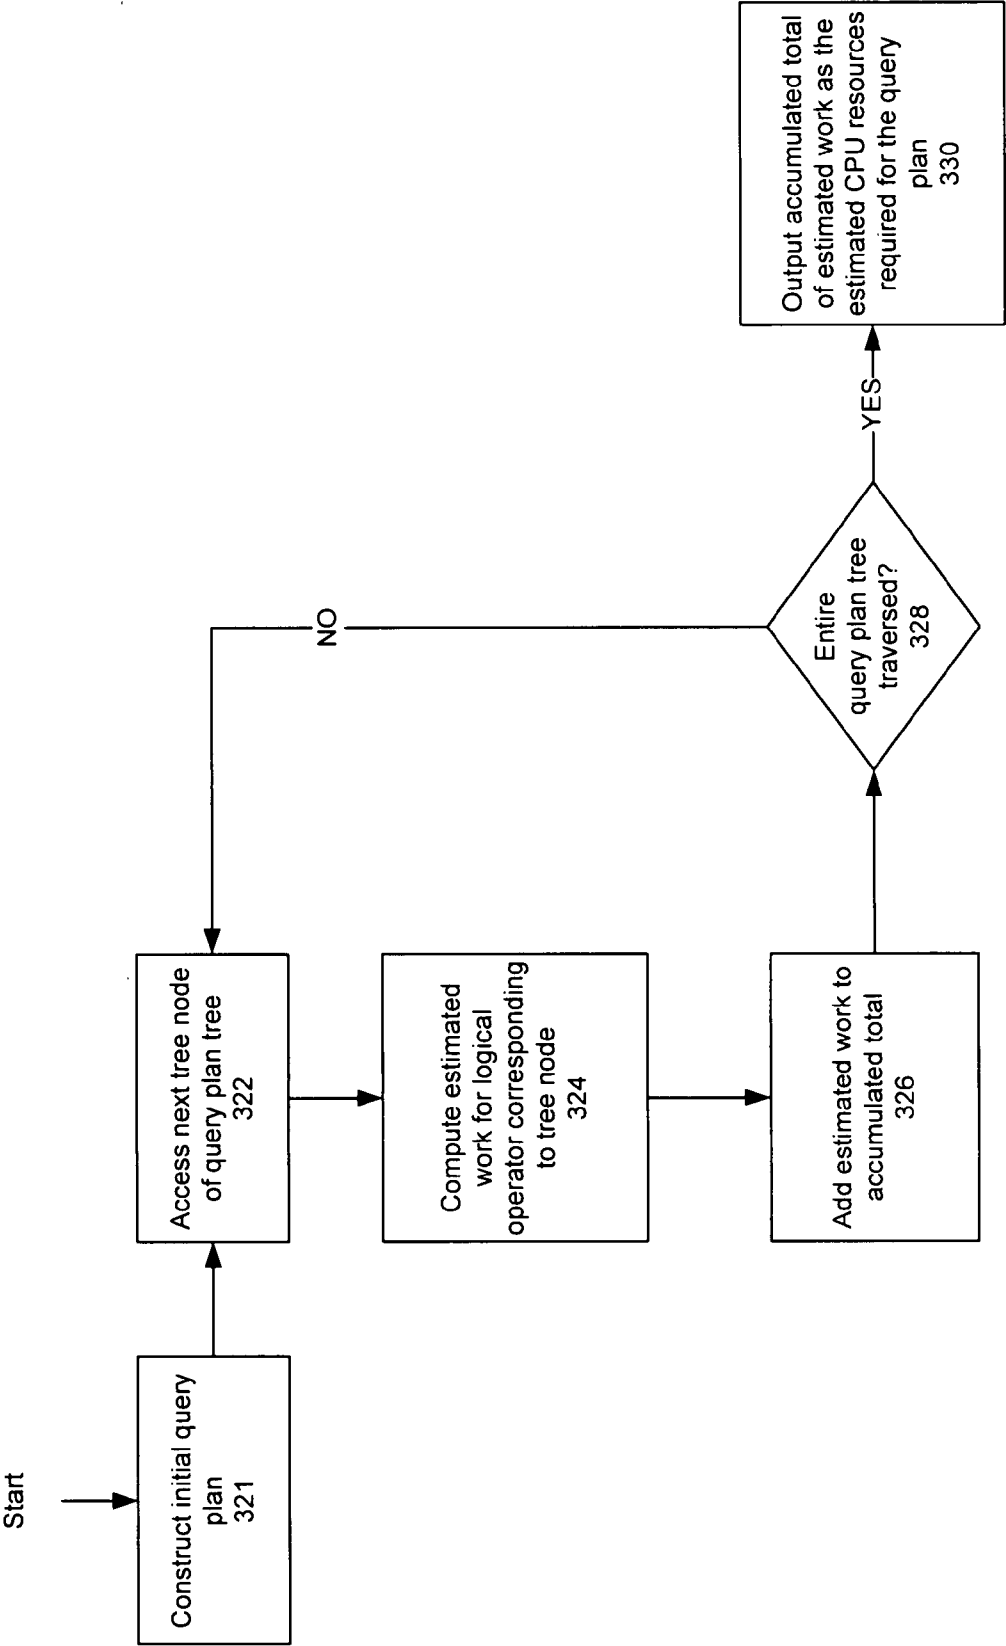 Start
Construct initial query
plan
321
Access next tree node
of query plan tree
322
Compute estimated
work for logical
operator corresponding
to tree node
324
Add estimated work to
accumulated total
326
Entire
query plan tree
traversed?
328
NO
YES
Output accumulated total
of estimated work as the
estimated CPU resources
required for the query
plan
330